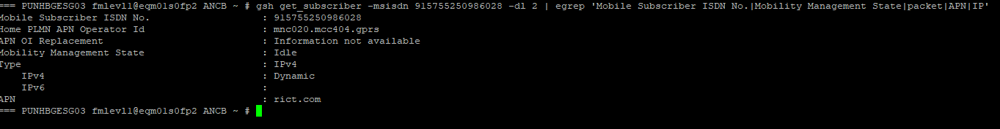 === PUNHBGESG03 fmlevl1@eqm01s0fp2 ANCB ~ # gsh get_subscriber -msisdn 915755250986028 -dl 2 | egrep 'Mobile Subscriber ISDN No.|Mobility Management State|packet|APN|IP'
Mobile Subscriber ISDN No. : 915755250986028
Home PLMN APN Operator Id : mnc020.mcc404.gprs
APN OI Replacement : Information not available
Mobility Management State : Idle
Type : IPv4
IPv4 : Dynamic
IPv6 :
APN : rict.com
=== PUNHBGESG03 fmlevl1@eqm01s0fp2 ANCB ~ #